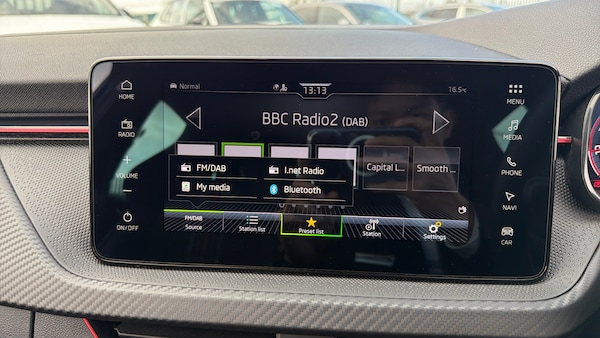 Normal
13:13
16.5°C
HOME
RADIO
+
VOLUME
−
ON/OFF
BBC Radio2 (DAB)
Capital L...
Smooth ...
FM/DAB
I.net Radio
My media
Bluetooth
FM/DAB
Source
Station list
Preset list
Station
Settings
MENU
MEDIA
PHONE
NAVI
CAR